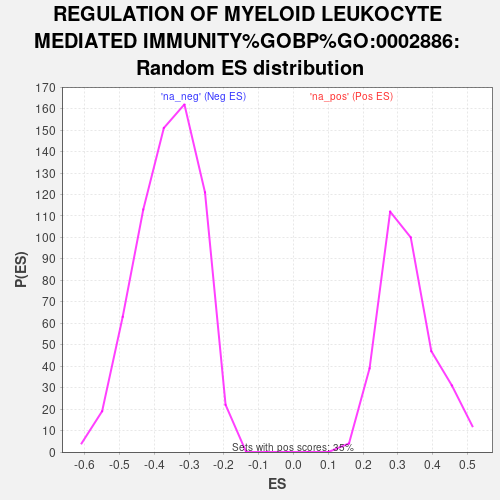 REGULATION OF MYELOID LEUKOCYTE
MEDIATED IMMUNITY%GOBP%GO:0002886:
Random ES distribution
'na_neg' (Neg ES)
'na_pos' (Pos ES)
170
160
150
140
130
120
110
100
90
80
70
60
50
40
30
20
10
0
P(ES)
Sets with pos scores: 35%
-0.6 -0.5 -0.4 -0.3 -0.2 -0.1 0.0 0.1 0.2 0.3 0.4 0.5
ES